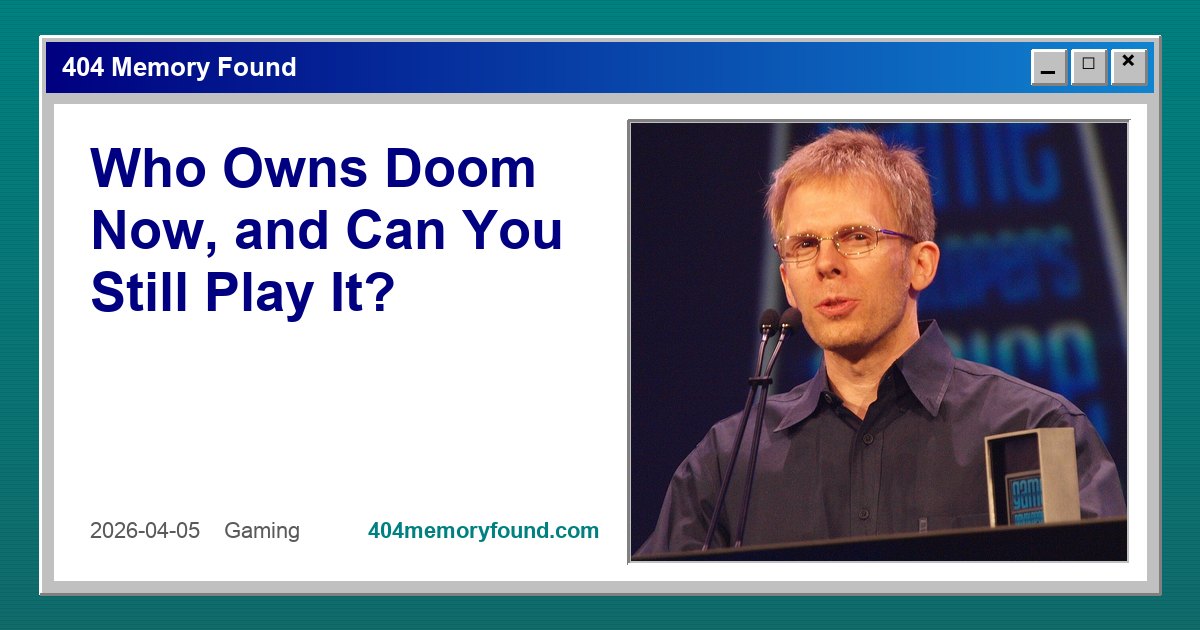 404 Memory Found
Who Owns Doom
Now, and Can You
Still Play It?
2026-04-05 Gaming 404memoryfound.com
game